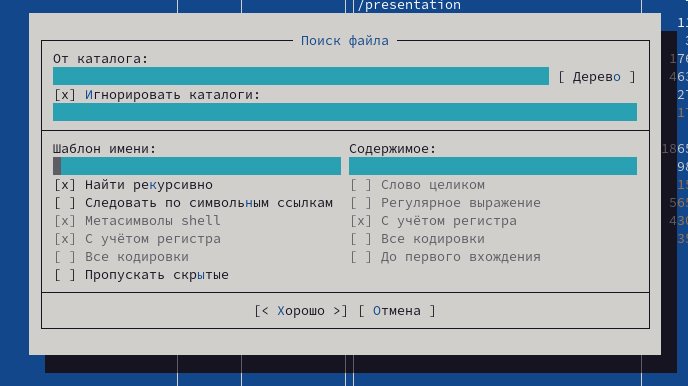 /presentation
Поиск файла
От каталога:
[ Дерево ]
[x] Игнорировать каталоги:
Шаблон имени:
Содержимое:
[x] Найти рекурсивно
[ ] Слово целиком
[ ] Следовать по символьным ссылкам
[ ] Регулярное выражение
[x] Метасимволы shell
[x] С учётом регистра
[x] С учётом регистра
[ ] Все кодировки
[ ] Все кодировки
[ ] До первого вхождения
[ ] Пропускать скрытые
[< Хорошо >] [ Отмена ]